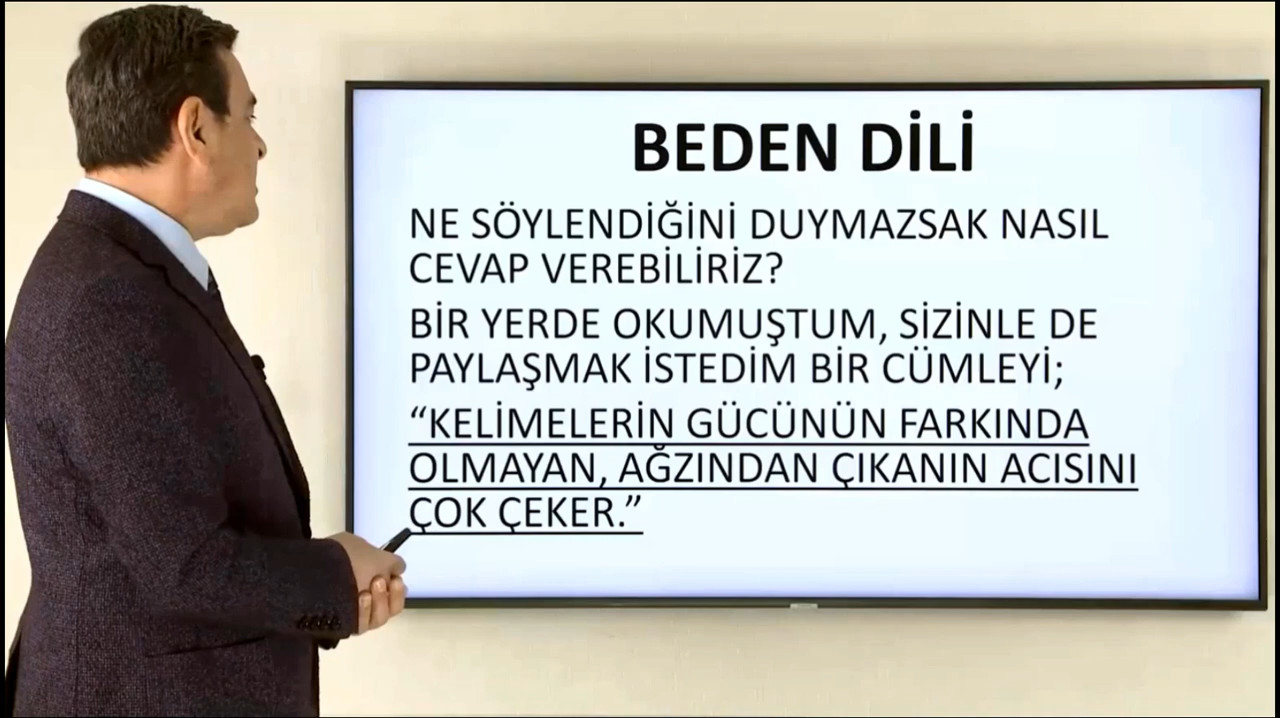 BEDEN DİLİ
NE SÖYLENDİĞİNİ DUYMAZSAK NASIL
CEVAP VEREBİLİRİZ?
BİR YERDE OKUMUŞTUM, SİZİNLE DE
PAYLAŞMAK İSTEDİM BİR CÜMLEYİ;
“KELİMELERİN GÜCÜNÜN FARKINDA
OLMAYAN, AĞZINDAN ÇIKANIN ACISINI
ÇOK ÇEKER.”